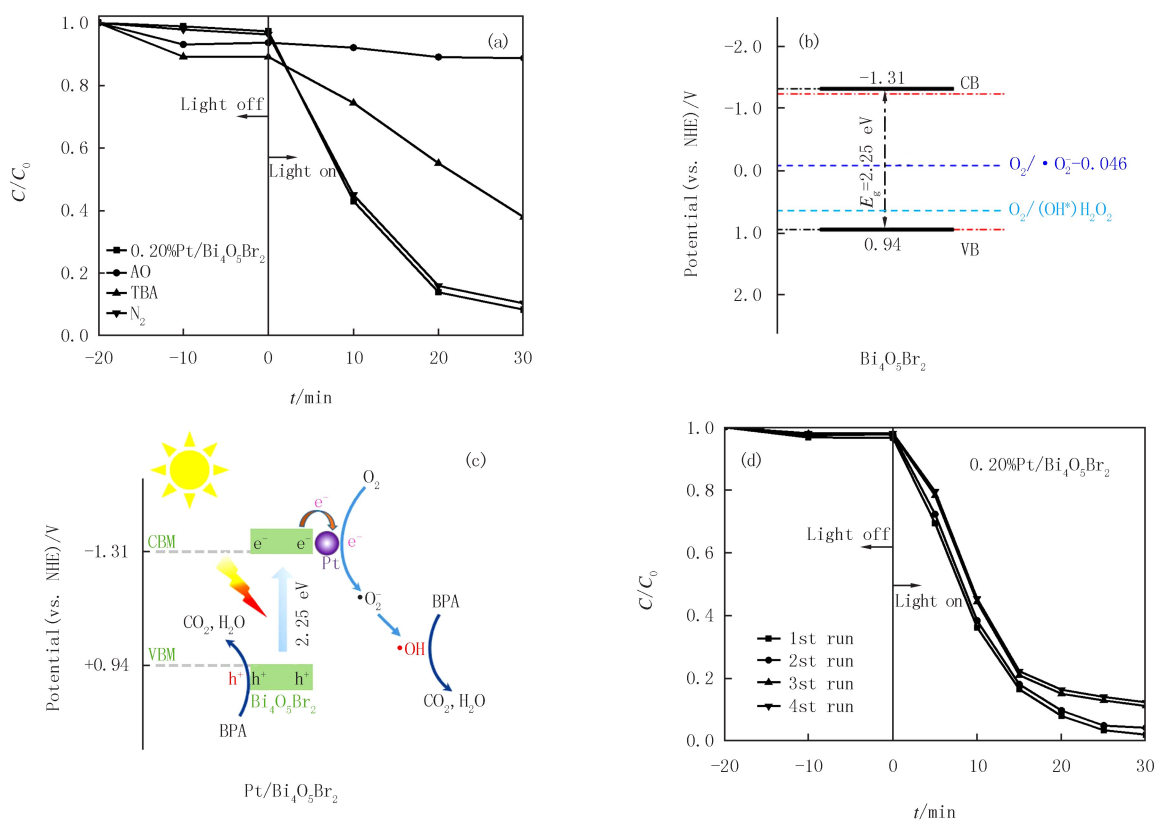 (a)
C/C₀
1.0
0.8
0.6
0.4
0.2
0.0
Light off
Light on
0.20%Pt/Bi₄O₅Br₂
AO
TBA
N₂
-20 -10 0 10 20 30
t/min
(b)
Potential(vs. NHE)/V
-2.0
-1.0
0.0
1.0
2.0
-1.31
CB
E_g=2.25 eV
O₂/•O₂⁻-0.046
O₂/(OH*)H₂O₂
0.94
VB
Bi₄O₅Br₂
(c)
Potential(vs. NHE)/V
-1.31
+0.94
CBM
VBM
O₂
e⁻
e⁻ e⁻ e⁻
Pt
2.25 eV
•O₂⁻
BPA
•OH
CO₂,H₂O
CO₂,H₂O
h⁺ h⁺ h⁺
Bi₄O₅Br₂
BPA
Pt/Bi₄O₅Br₂
(d)
0.20%Pt/Bi₄O₅Br₂
C/C₀
1.0
0.8
0.6
0.4
0.2
0.0
Light off
Light on
1st run
2st run
3st run
4st run
-20 -10 0 10 20 30
t/min